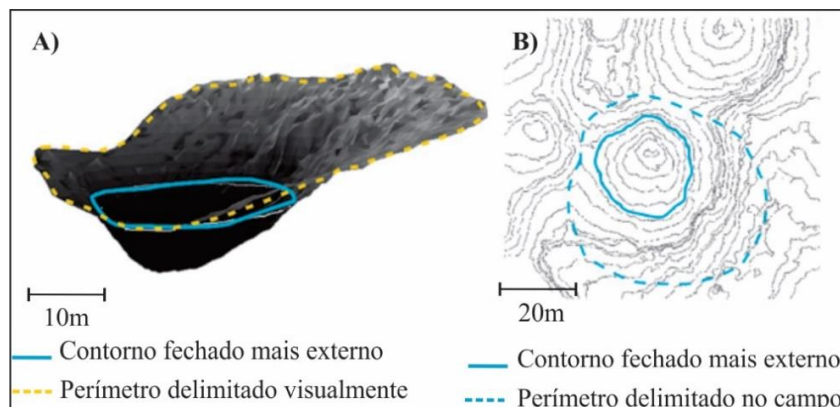 A)
B)
10m
20m
Contorno fechado mais externo
Perímetro delimitado visualmente
Contorno fechado mais externo
Perímetro delimitado no campo